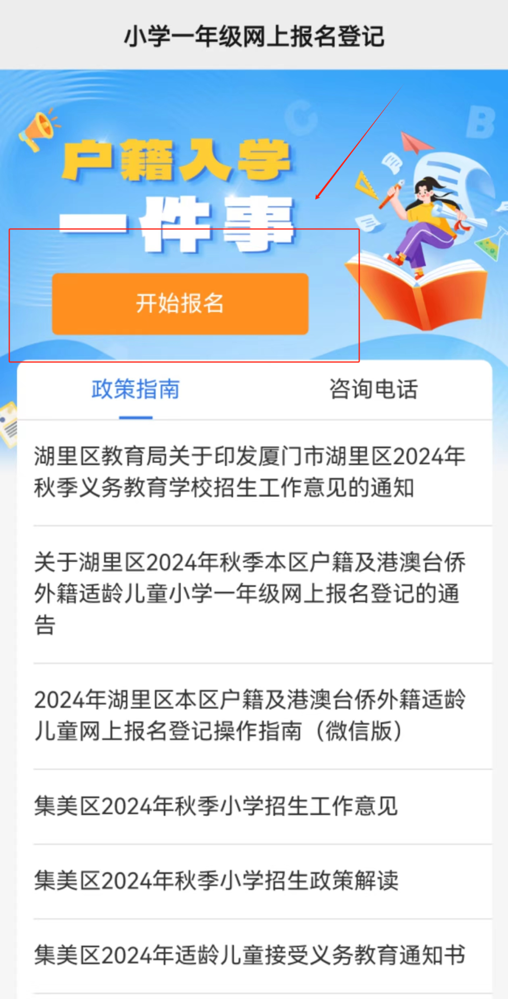 小学一年级网上报名登记
C
B
户籍入学
一件事
开始报名
政策指南
咨询电话
湖里区教育局关于印发厦门市湖里区2024年
秋季义务教育学校招生工作意见的通知
关于湖里区2024年秋季本区户籍及港澳台侨
外籍适龄儿童小学一年级网上报名登记的通
告
2024年湖里区本区户籍及港澳台侨外籍适龄
儿童网上报名登记操作指南（微信版）
集美区2024年秋季小学招生工作意见
集美区2024年秋季小学招生政策解读
集美区2024年适龄儿童接受义务教育通知书